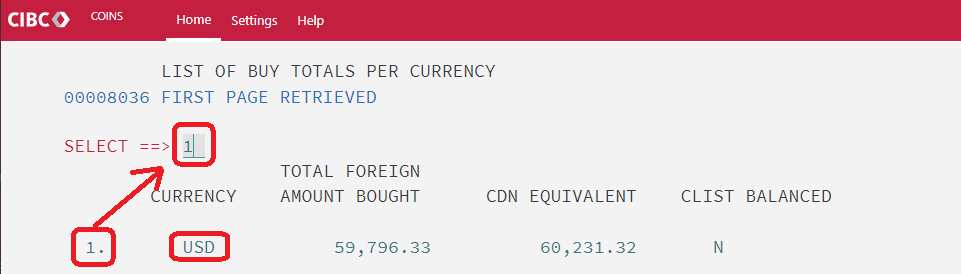 CIBC COINS Home Settings Help
LIST OF BUY TOTALS PER CURRENCY
00008036 FIRST PAGE RETRIEVED
SELECT ==> 1
TOTAL FOREIGN
CURRENCY AMOUNT BOUGHT CDN EQUIVALENT CLIST BALANCED
1. USD 59,796.33 60,231.32 N